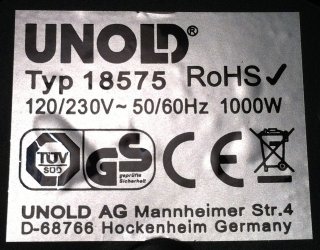 UNOLD®
Typ 18575 RoHS✓
120/230V~ 50/60Hz 1000W
TÜV SÜD GS geprüfte Sicherheit CE
UNOLD AG Mannheimer Str.4
D-68766 Hockenheim Germany